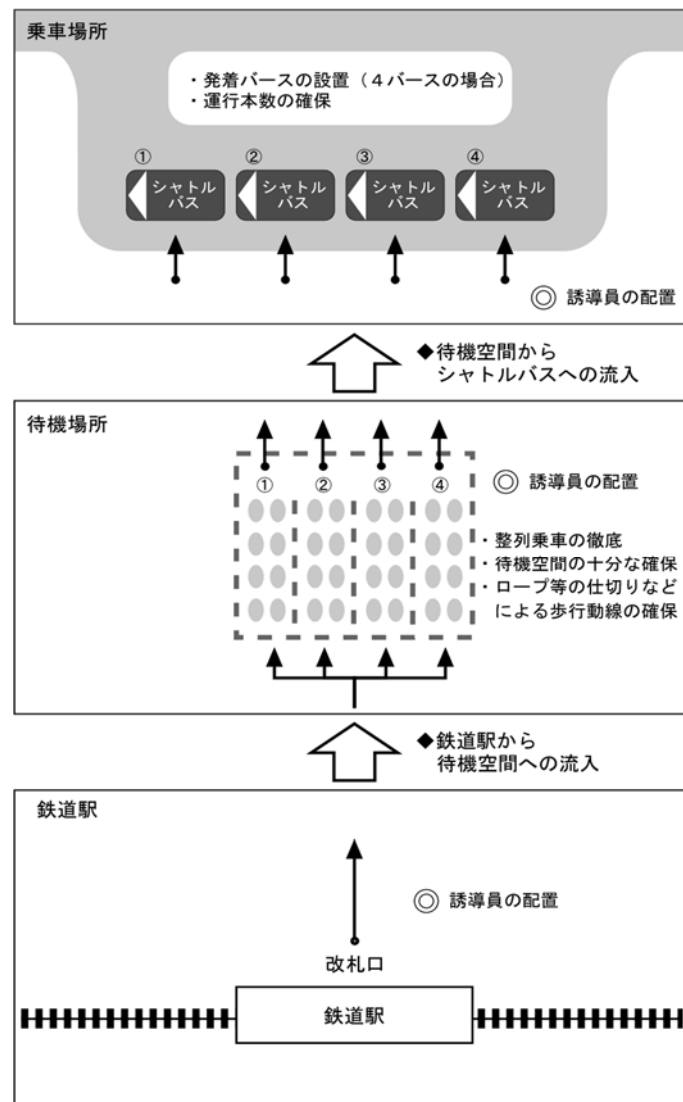 乗車場所
・発着バースの設置（４バースの場合）
・運行本数の確保
① ② ③ ④
シャトル
バス
シャトル
バス
シャトル
バス
シャトル
バス
◎ 誘導員の配置
◆待機空間から
シャトルバスへの流入
待機場所
① ② ③ ④
◎ 誘導員の配置
・整列乗車の徹底
・待機空間の十分な確保
・ロープ等の仕切りなど
による歩行動線の確保
◆鉄道駅から
待機空間への流入
鉄道駅
◎ 誘導員の配置
改札口
鉄道駅